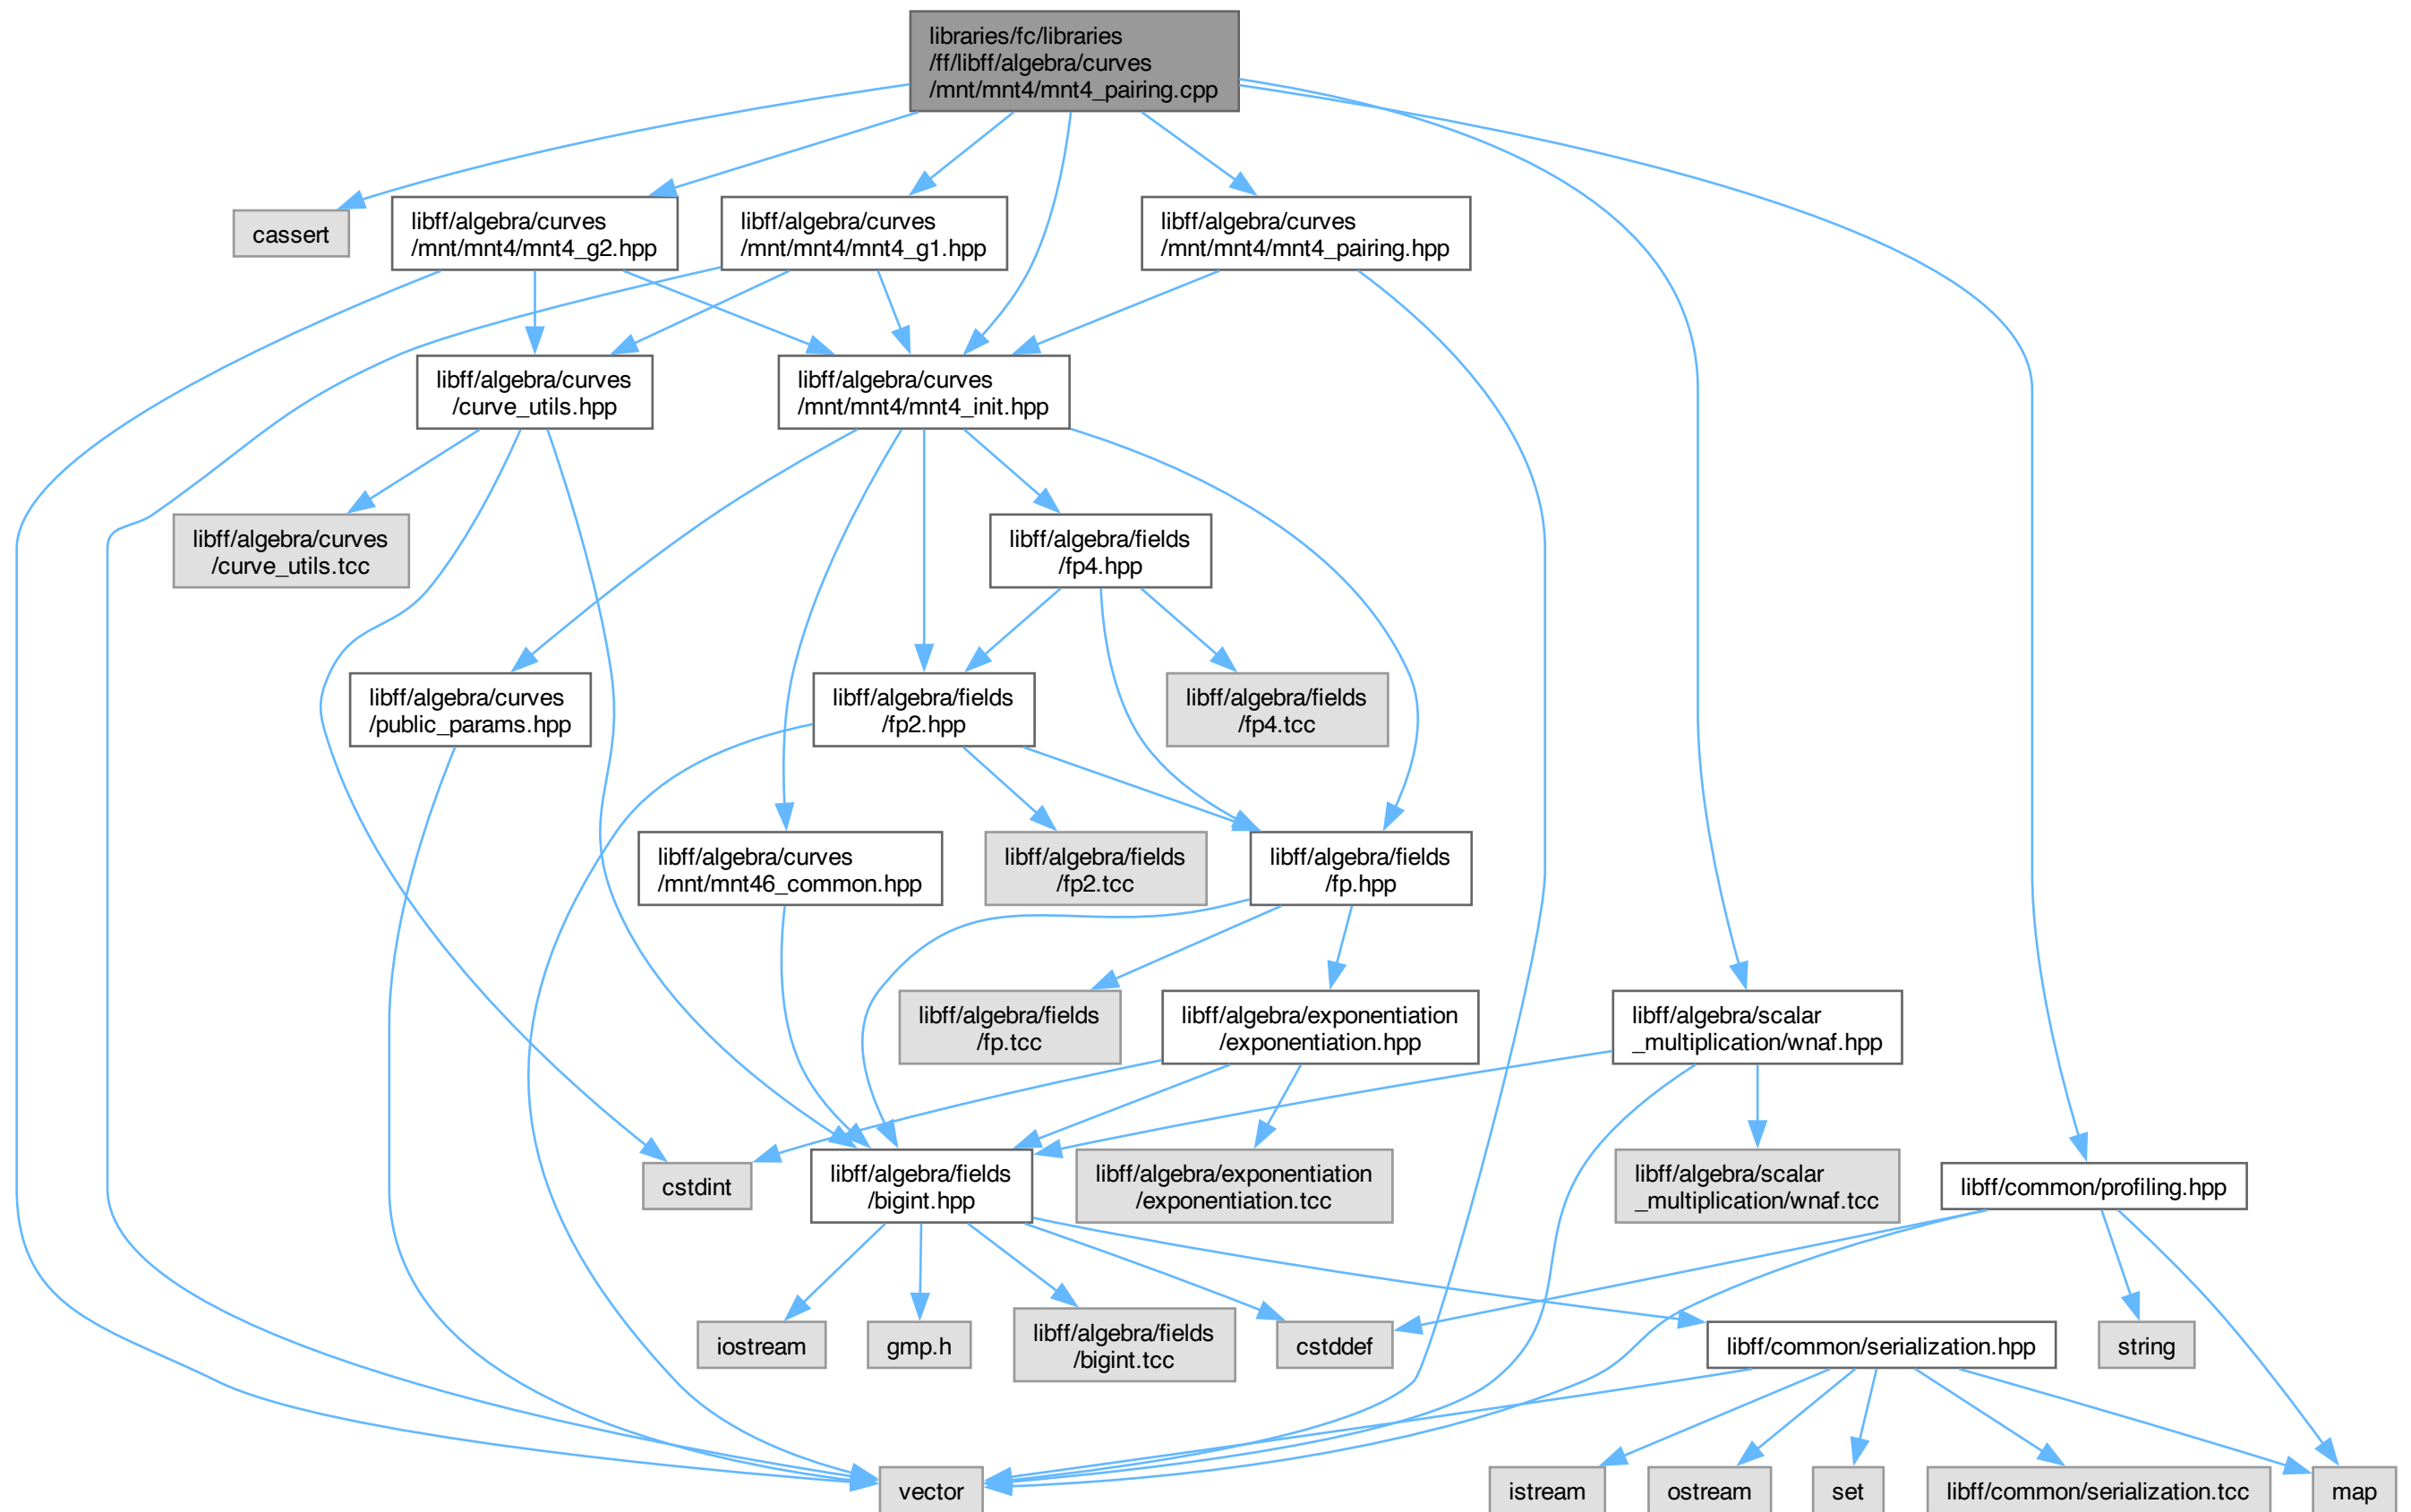 libraries/fc/libraries
/ff/libff/algebra/curves
/mnt/mnt4/mnt4_pairing.cpp
cassert
libff/algebra/curves
/mnt/mnt4/mnt4_g2.hpp
libff/algebra/curves
/mnt/mnt4/mnt4_g1.hpp
libff/algebra/curves
/mnt/mnt4/mnt4_pairing.hpp
libff/algebra/curves
/curve_utils.hpp
libff/algebra/curves
/mnt/mnt4/mnt4_init.hpp
libff/algebra/curves
/curve_utils.tcc
libff/algebra/fields
/fp4.hpp
libff/algebra/curves
/public_params.hpp
libff/algebra/fields
/fp2.hpp
libff/algebra/fields
/fp4.tcc
libff/algebra/curves
/mnt/mnt46_common.hpp
libff/algebra/fields
/fp2.tcc
libff/algebra/fields
/fp.hpp
libff/algebra/fields
/fp.tcc
libff/algebra/exponentiation
/exponentiation.hpp
libff/algebra/scalar
_multiplication/wnaf.hpp
cstdint
libff/algebra/fields
/bigint.hpp
libff/algebra/exponentiation
/exponentiation.tcc
libff/algebra/scalar
_multiplication/wnaf.tcc
libff/common/profiling.hpp
iostream
gmp.h
libff/algebra/fields
/bigint.tcc
cstddef
libff/common/serialization.hpp
string
vector
istream
ostream
set
libff/common/serialization.tcc
map